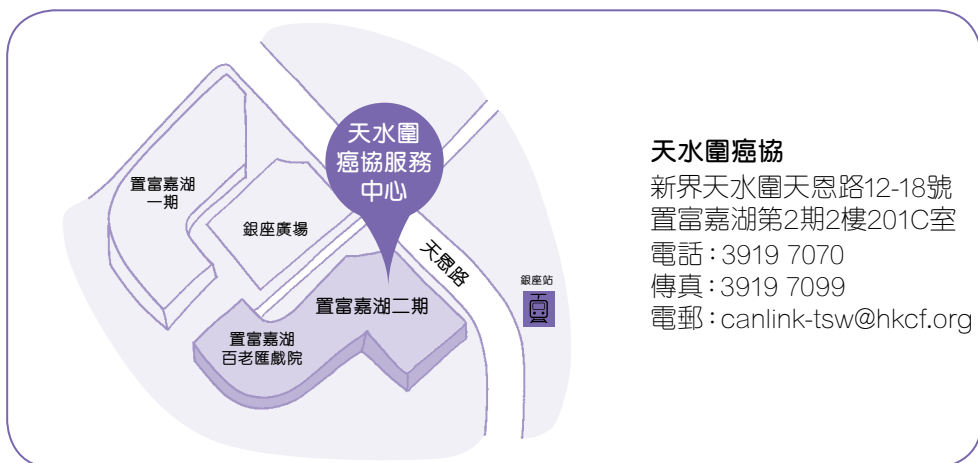 天水圍
癌協服務
中心
置富嘉湖
一期
銀座廣場
天恩路
銀座站
置富嘉湖二期
置富嘉湖
百老匯戲院
天水圍癌協
新界天水圍天恩路12-18號
置富嘉湖第2期2樓201C室
電話：3919 7070
傳真：3919 7099
電郵：canlink-tsw@hkcf.org